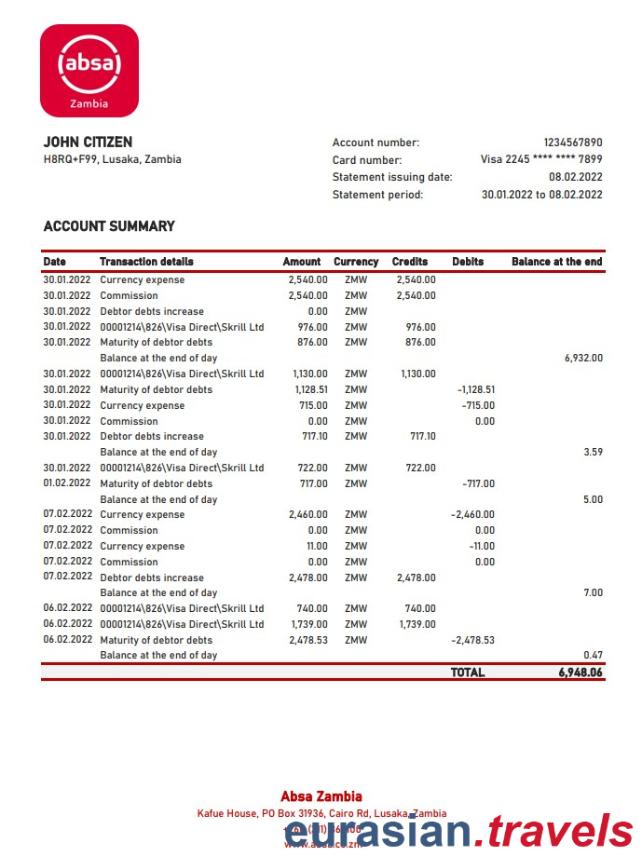 absa
Zambia
JOHN CITIZEN
H8RQ+F99, Lusaka, Zambia
Account number: 1234567890
Card number: Visa 2245 **** **** 7899
Statement issuing date: 08.02.2022
Statement period: 30.01.2022 to 08.02.2022
ACCOUNT SUMMARY
Date Transaction details Amount Currency Credits Debits Balance at the end
30.01.2022 Currency expense 2,540.00 ZMW 2,540.00
30.01.2022 Commission 2,540.00 ZMW 2,540.00
30.01.2022 Debtor debts increase 0.00 ZMW
30.01.2022 00001214\826\Visa Direct\Skrill Ltd 976.00 ZMW 976.00
30.01.2022 Maturity of debtor debts 876.00 ZMW 876.00
Balance at the end of day 6,932.00
30.01.2022 00001214\826\Visa Direct\Skrill Ltd 1,130.00 ZMW 1,130.00
30.01.2022 Maturity of debtor debts 1,128.51 ZMW -1,128.51
30.01.2022 Currency expense 715.00 ZMW -715.00
30.01.2022 Commission 0.00 ZMW 0.00
30.01.2022 Debtor debts increase 717.10 ZMW 717.10
Balance at the end of day 3.59
30.01.2022 00001214\826\Visa Direct\Skrill Ltd 722.00 ZMW 722.00
01.02.2022 Maturity of debtor debts 717.00 ZMW -717.00
Balance at the end of day 5.00
07.02.2022 Currency expense 2,460.00 ZMW -2,460.00
07.02.2022 Commission 0.00 ZMW 0.00
07.02.2022 Currency expense 11.00 ZMW -11.00
07.02.2022 Commission 0.00 ZMW 0.00
07.02.2022 Debtor debts increase 2,478.00 ZMW 2,478.00
Balance at the end of day 7.00
06.02.2022 00001214\826\Visa Direct\Skrill Ltd 740.00 ZMW 740.00
06.02.2022 00001214\826\Visa Direct\Skrill Ltd 1,739.00 ZMW 1,739.00
06.02.2022 Maturity of debtor debts 2,478.53 ZMW -2,478.53
Balance at the end of day 0.47
TOTAL 6,948.06
Absa Zambia
Kafue House, PO Box 31936, Cairo Rd, Lusaka, Zambia
eurasian.travels